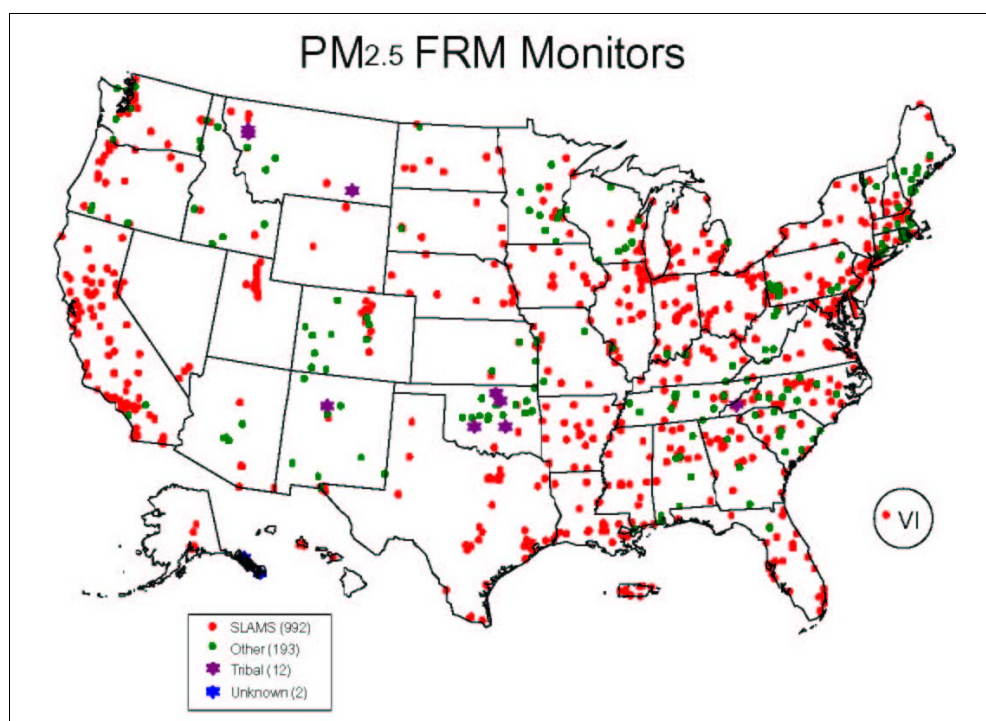 PM2.5 FRM Monitors
VI
SLAMS (992)
Other (193)
Tribal (12)
Unknown (2)